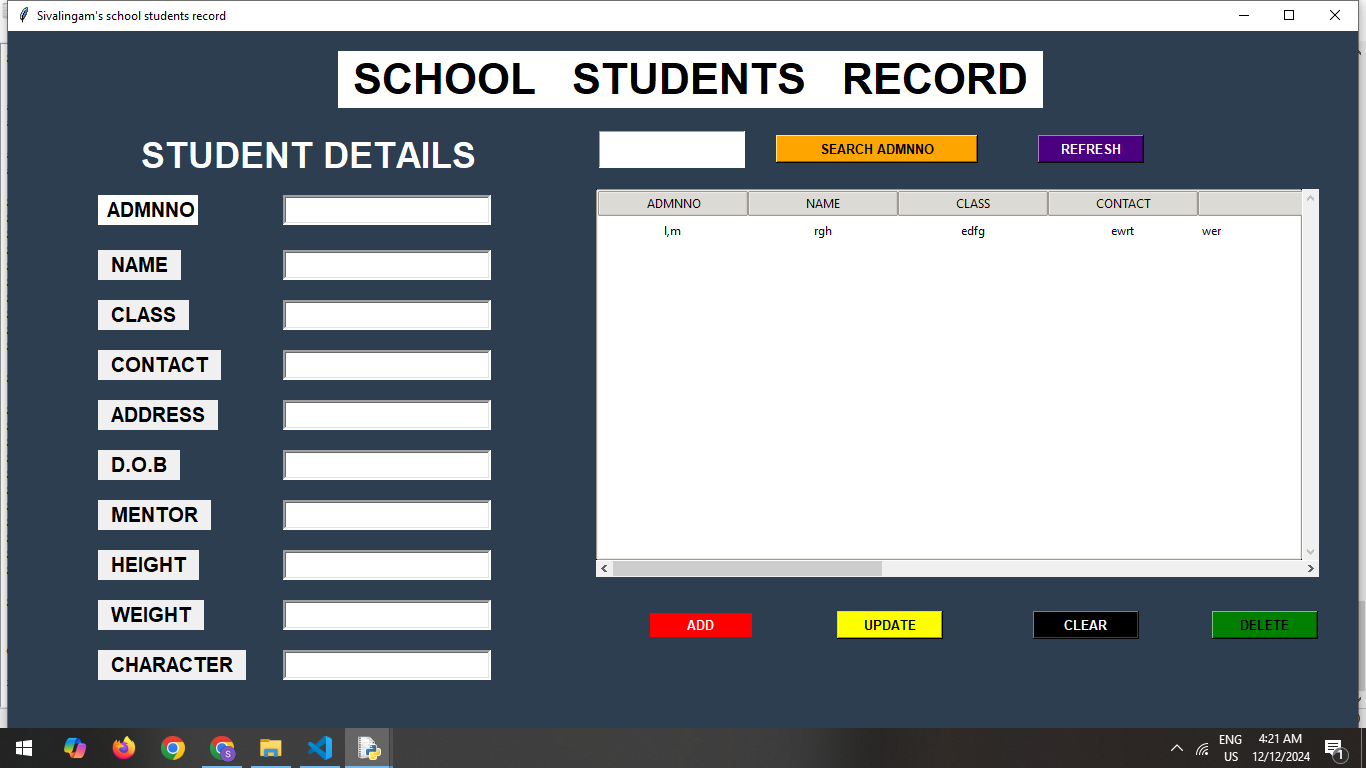 Sivalingam's school students record
SCHOOL STUDENTS RECORD
STUDENT DETAILS
SEARCH ADMNNO
REFRESH
ADMNNO
NAME
CLASS
CONTACT
ADDRESS
D.O.B
MENTOR
HEIGHT
WEIGHT
CHARACTER
ADMNNO NAME CLASS CONTACT
l,m rgh edfg ewrt wer
ADD UPDATE CLEAR DELETE
S
ENG
US
4:21 AM
12/12/2024
1